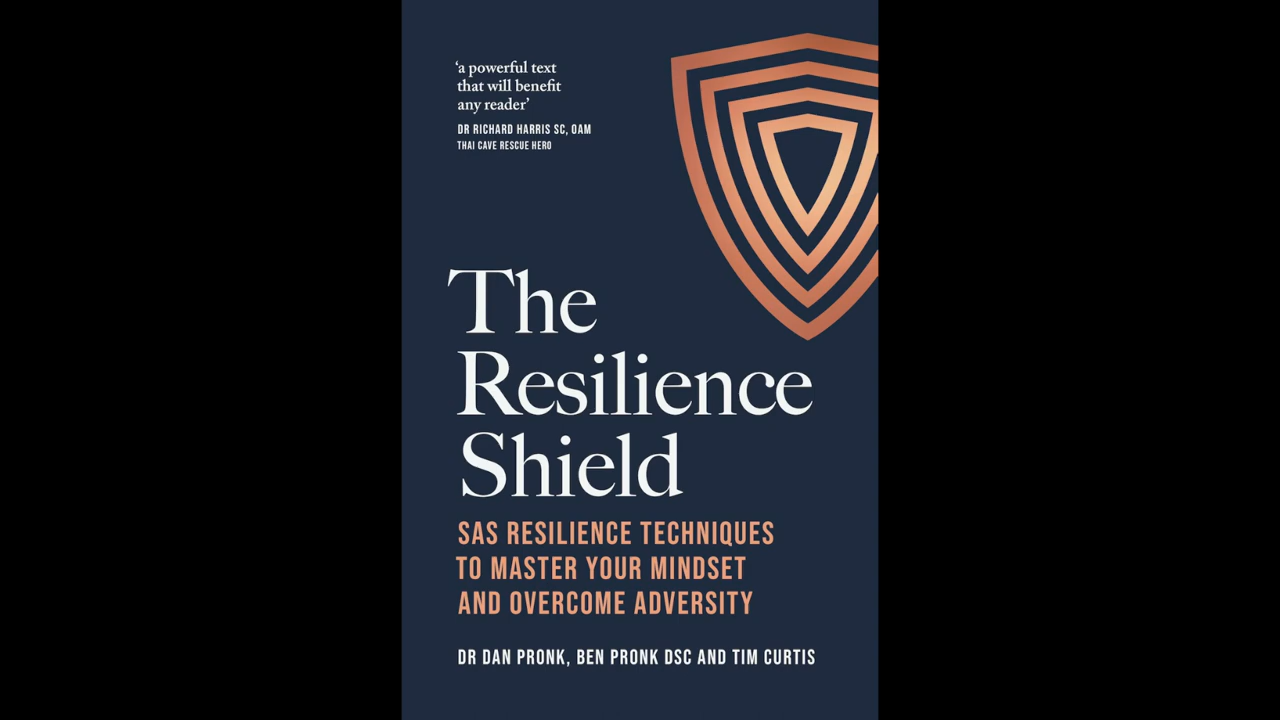 ‘a powerful text
that will benefit
any reader’
DR RICHARD HARRIS SC, OAM
THAI CAVE RESCUE HERO
The
Resilience
Shield
SAS RESILIENCE TECHNIQUES
TO MASTER YOUR MINDSET
AND OVERCOME ADVERSITY
DR DAN PRONK, BEN PRONK DSC AND TIM CURTIS